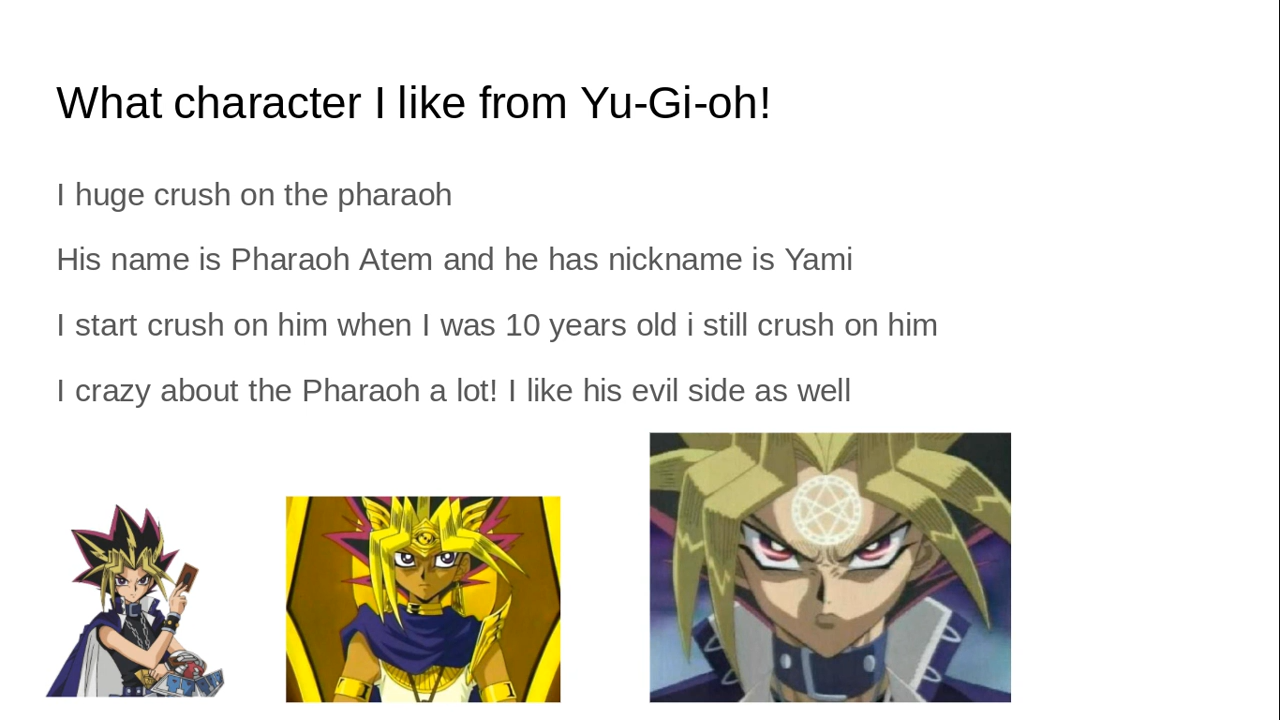 What character I like from Yu-Gi-oh!
I huge crush on the pharaoh
His name is Pharaoh Atem and he has nickname is Yami
I start crush on him when I was 10 years old i still crush on him
I crazy about the Pharaoh a lot! I like his evil side as well